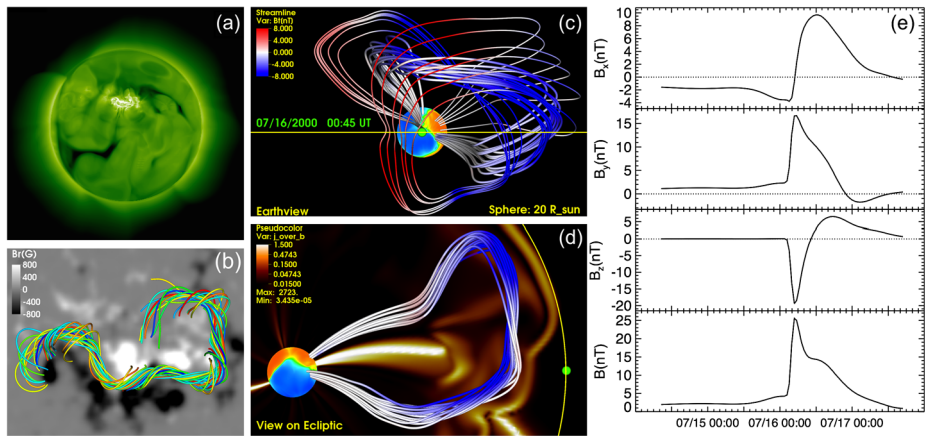 (a)
(b)
Br(G)
800
400
0
-400
-800
(c)
Streamline
Var: Bt(nT)
8.000
4.000
0.000
-4.000
-8.000
07/16/2000 00:45 UT
Earthview
Sphere: 20 R_sun
(d)
Pseudocolor
Var: j_over_b
1.500
0.4743
0.1500
0.04743
0.01500
Max: 2723.
Min: 3.435e-05
View on Ecliptic
(e)
Bx(nT)
10
8
6
4
2
0
-2
-4
By(nT)
15
10
5
0
Bz(nT)
5
0
-5
-10
-15
-20
B(nT)
25
20
15
10
5
0
07/15 00:00
07/16 00:00
07/17 00:00